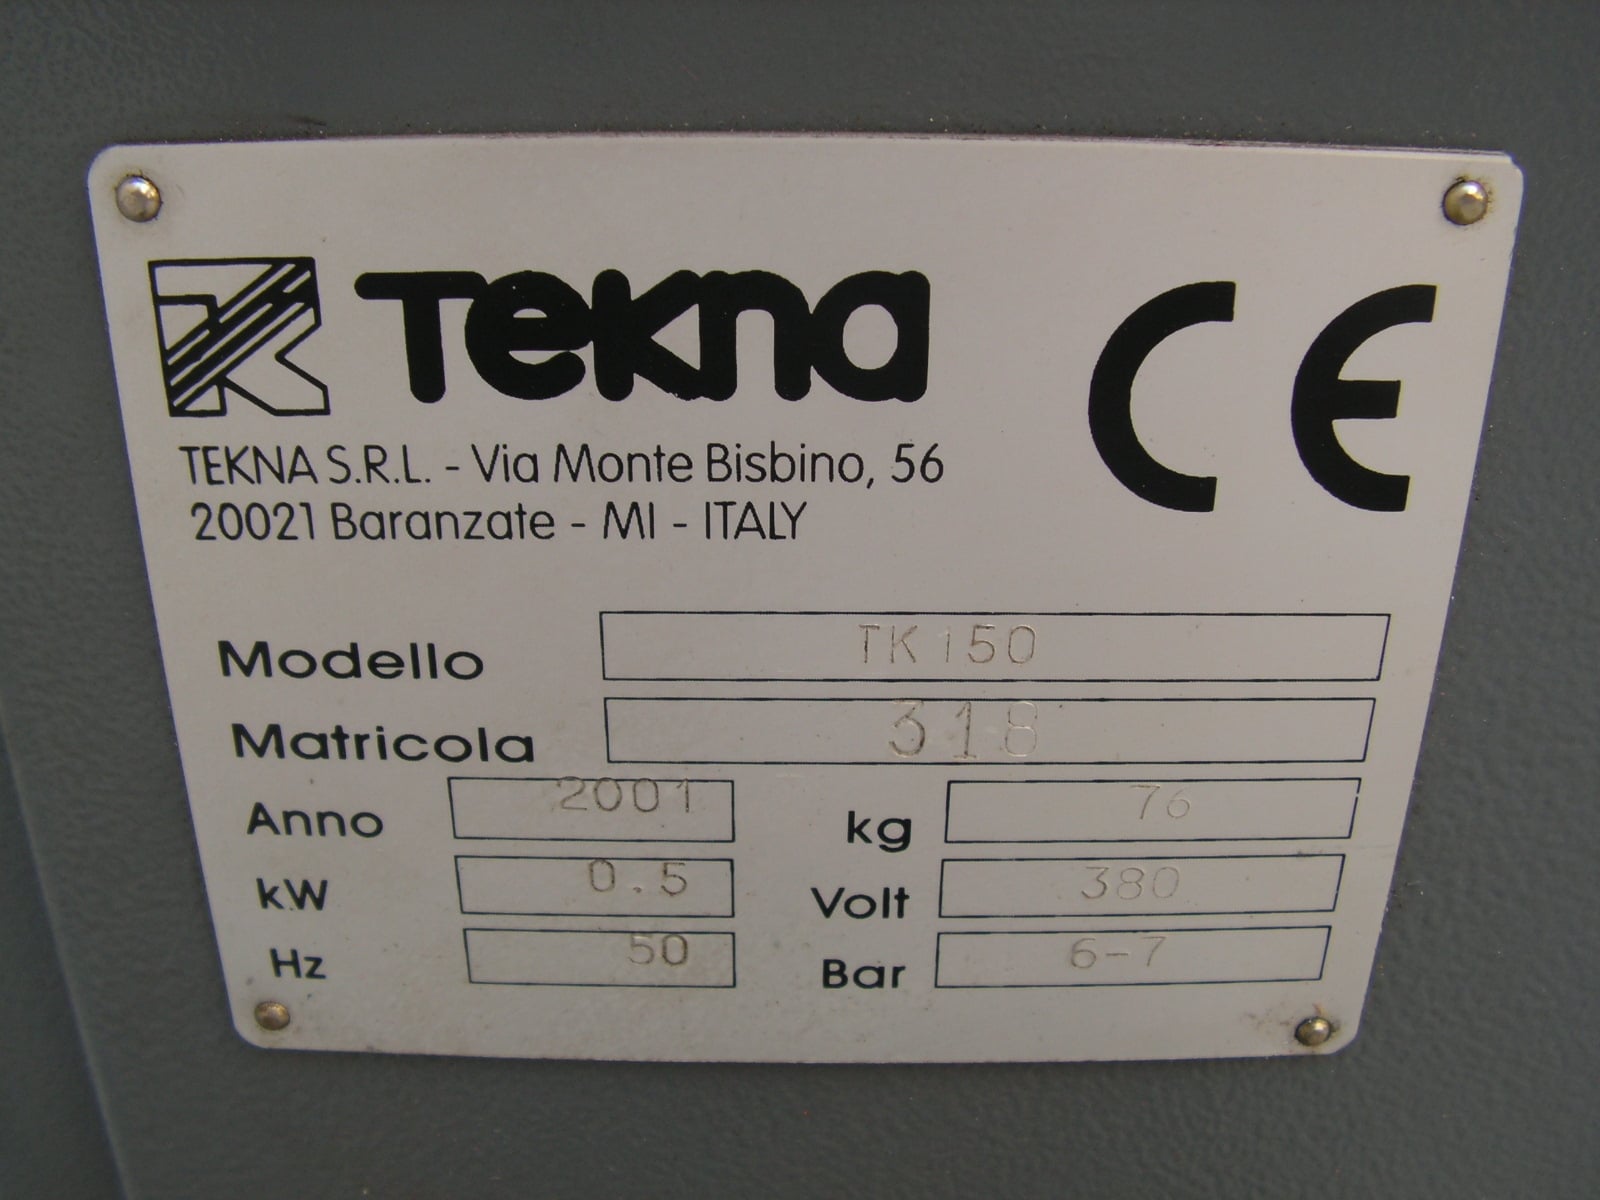 Tekna
CE
TEKNA S.R.L. - Via Monte Bisbino, 56
20021 Baranzate - MI - ITALY
Modello TK150
Matricola 318
Anno 2001 kg 76
kW 0.5 Volt 380
Hz 50 Bar 6-7